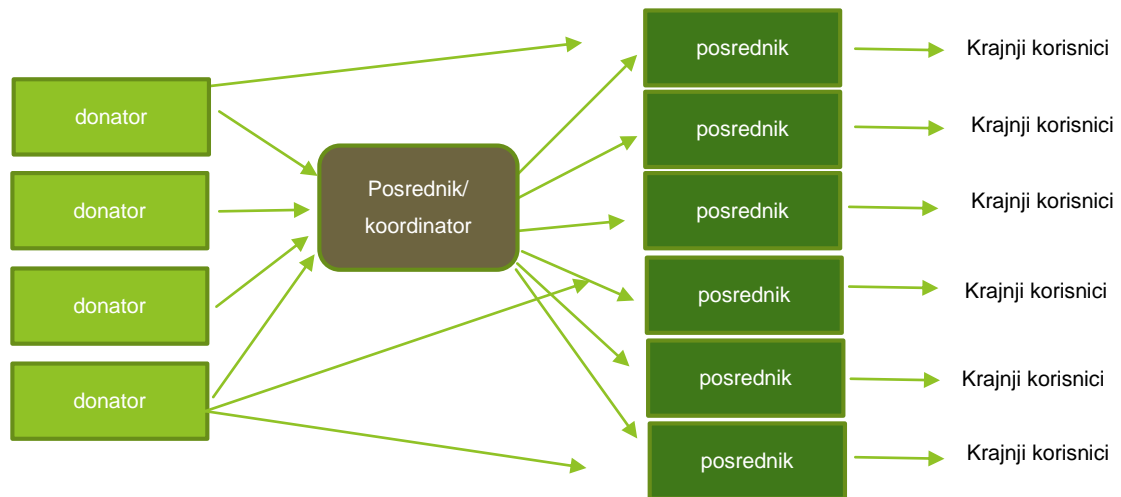 donator
donator
donator
donator
Posrednik/
koordinator
posrednik
posrednik
posrednik
posrednik
posrednik
posrednik
Krajnji korisnici
Krajnji korisnici
Krajnji korisnici
Krajnji korisnici
Krajnji korisnici
Krajnji korisnici